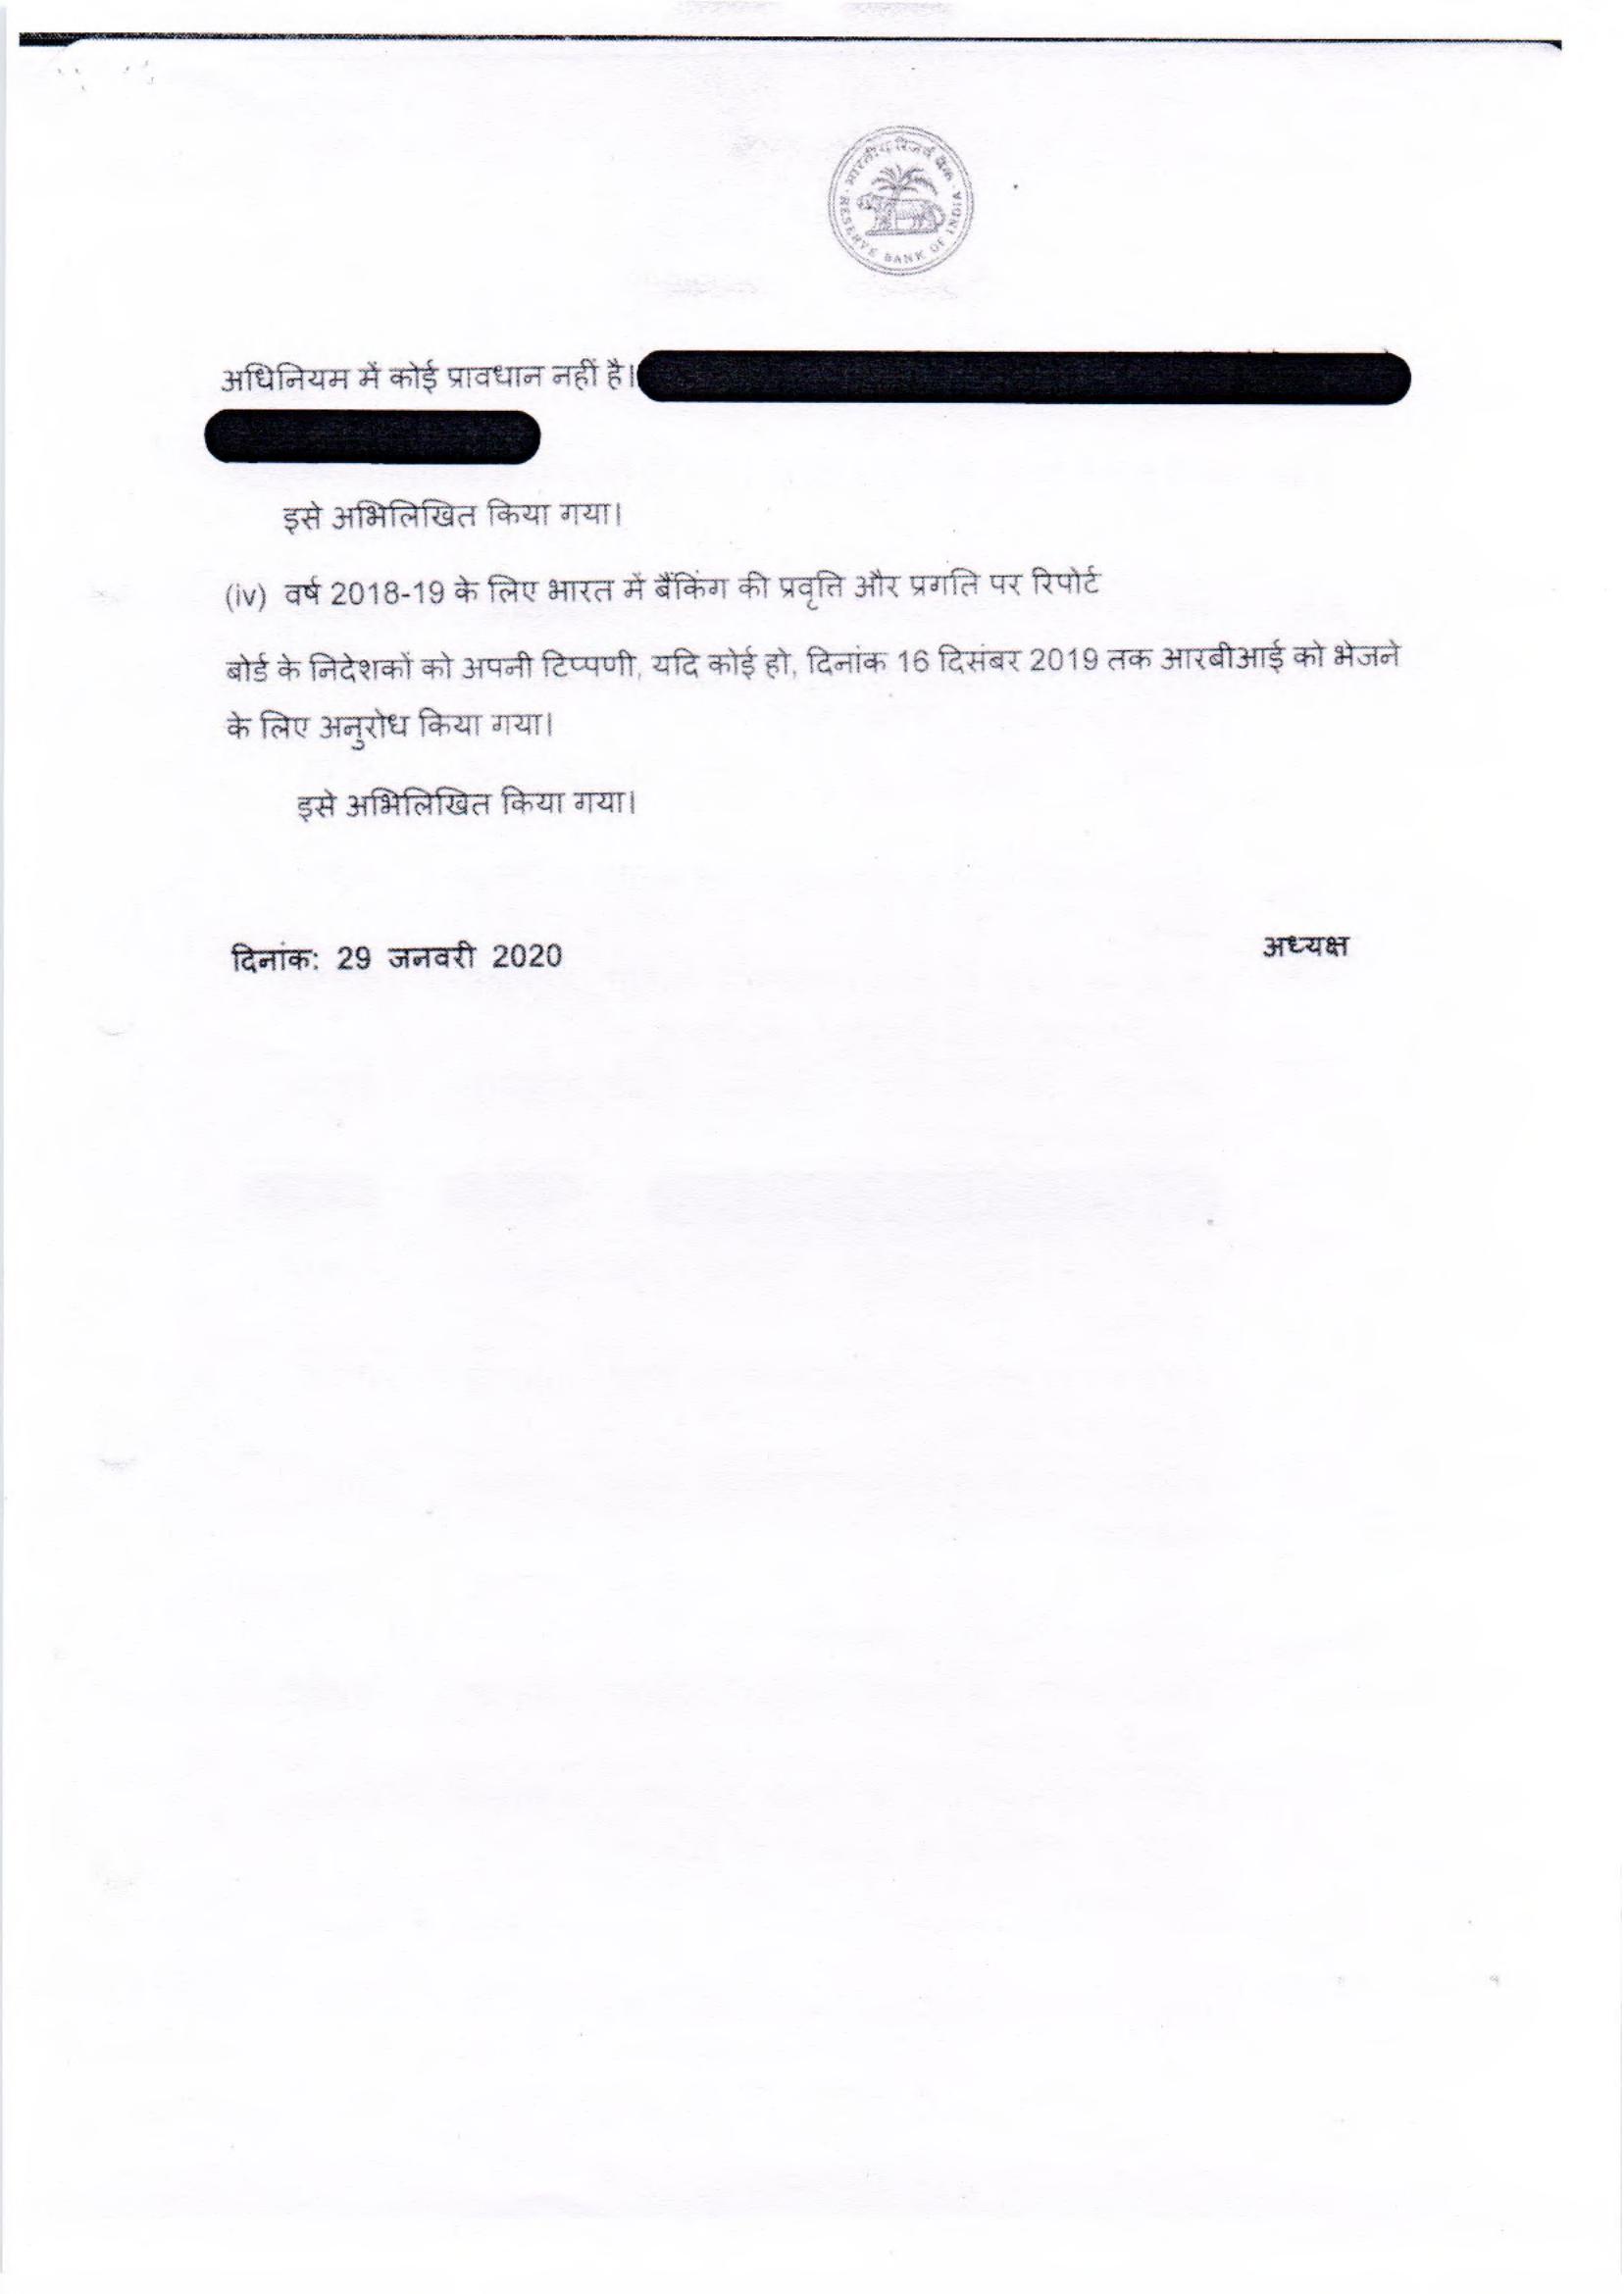 भारतीय रिज़र्व बैंक
RESERVE BANK OF INDIA
अधिनियम में कोई प्रावधान नहीं है।
इसे अभिलिखित किया गया।
(iv) वर्ष 2018-19 के लिए भारत में बैंकिंग की प्रवृत्ति और प्रगति पर रिपोर्ट
बोर्ड के निदेशकों को अपनी टिप्पणी, यदि कोई हो, दिनांक 16 दिसंबर 2019 तक आरबीआई को भेजने
के लिए अनुरोध किया गया।
इसे अभिलिखित किया गया।
दिनांक: 29 जनवरी 2020 अध्यक्ष